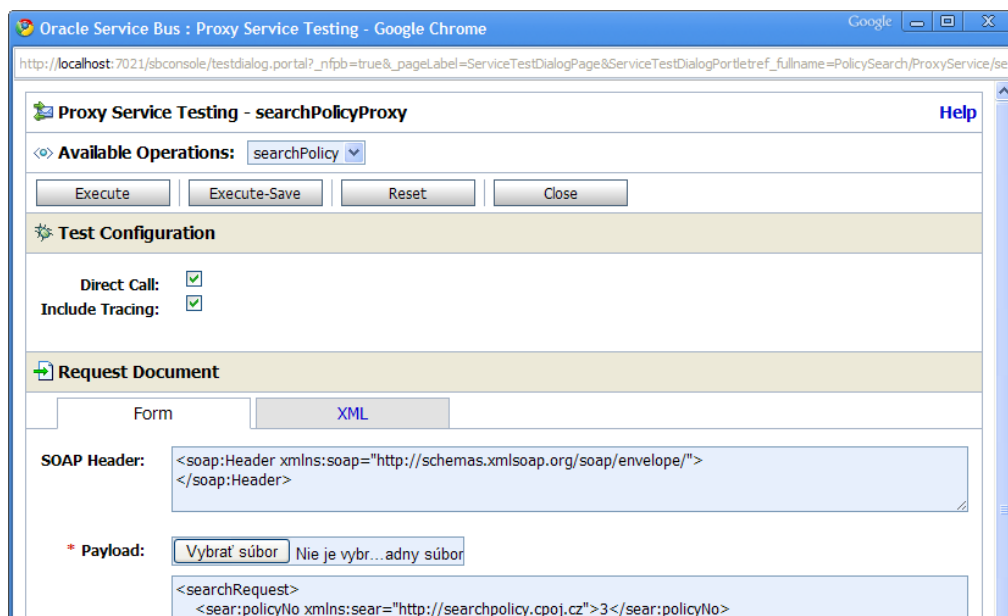 Oracle Service Bus : Proxy Service Testing - Google Chrome
Google
http://localhost:7021/sbconsole/testdialog.portal?_nfpb=true&_pageLabel=ServiceTestDialogPage&ServiceTestDialogPortletref_fullname=PolicySearch/ProxyService/se
Proxy Service Testing - searchPolicyProxy
Help
Available Operations: searchPolicy
Execute Execute-Save Reset Close
Test Configuration
Direct Call:
Include Tracing:
Request Document
Form XML
SOAP Header: <soap:Header xmlns:soap="http://schemas.xmlsoap.org/soap/envelope/">
</soap:Header>
* Payload: Vybrať súbor Nie je vybr...adny súbor
<searchRequest>
<sear:policyNo xmlns:sear="http://searchpolicy.cpoj.cz">3</sear:policyNo>